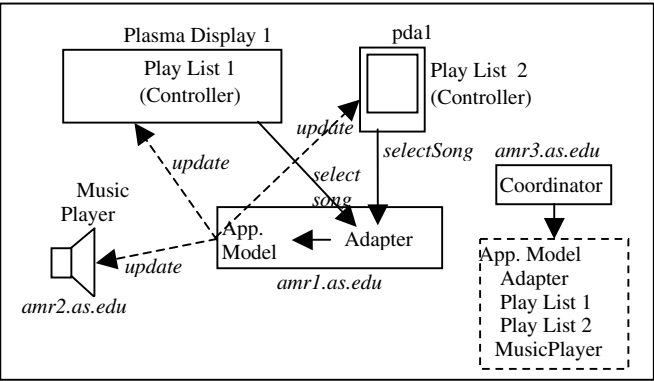 Plasma Display 1
pda1
Play List 1
(Controller)
Play List 2
(Controller)
update
update
selectSong
select
song
amr3.as.edu
Coordinator
Music
Player
update
App.
Model
Adapter
amr1.as.edu
amr2.as.edu
App. Model
Adapter
Play List 1
Play List 2
MusicPlayer